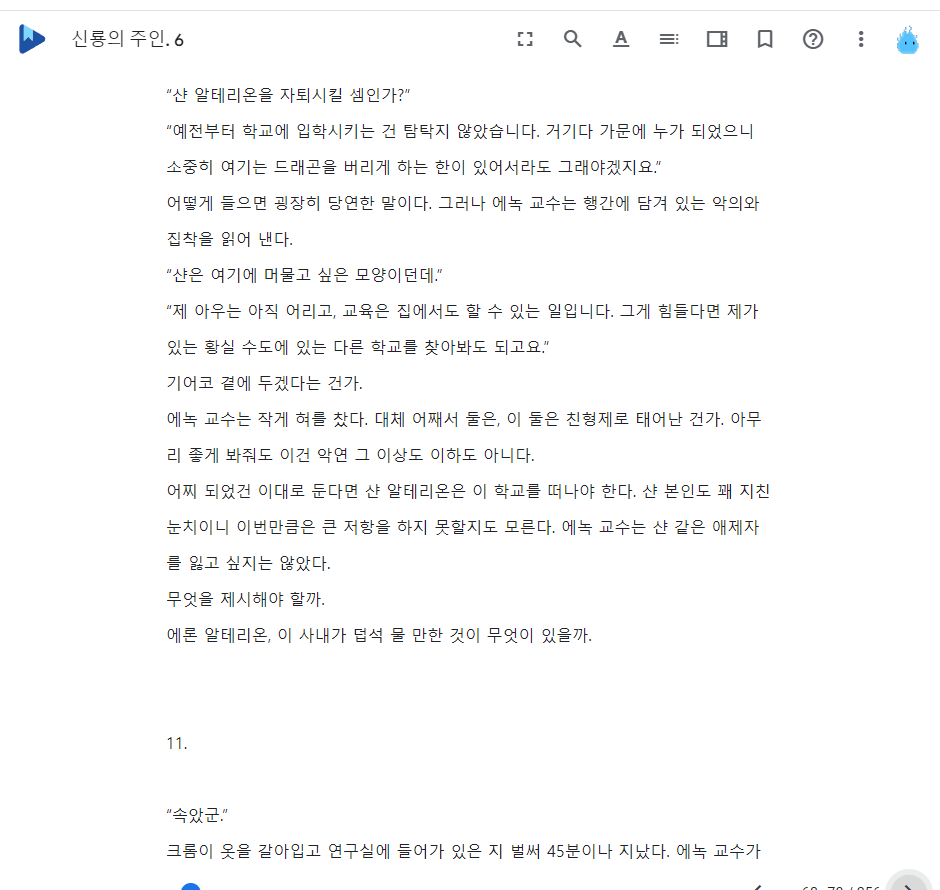 신룡의 주인. 6
“샨 알테리온을 자퇴시킬 셈인가?”
“예전부터 학교에 입학시키는 건 탐탁지 않았습니다. 거기다 가문에 누가 되었으니
소중히 여기는 드래곤을 버리게 하는 한이 있어서라도 그래야겠지요.”
어떻게 들으면 굉장히 당연한 말이다. 그러나 에녹 교수는 행간에 담겨 있는 악의와
집착을 읽어 낸다.
“샨은 여기에 머물고 싶은 모양이던데.”
“제 아우는 아직 어리고, 교육은 집에서도 할 수 있는 일입니다. 그게 힘들다면 제가
있는 황실 수도에 있는 다른 학교를 찾아봐도 되고요.”
기어코 곁에 두겠다는 건가.
에녹 교수는 작게 혀를 찼다. 대체 어째서 둘은, 이 둘은 친형제로 태어난 건가. 아무
리 좋게 봐줘도 이건 악연 그 이상도 이하도 아니다.
어찌 되었건 이대로 둔다면 샨 알테리온은 이 학교를 떠나야 한다. 샨 본인도 꽤 지친
눈치이니 이번만큼은 큰 저항을 하지 못할지도 모른다. 에녹 교수는 샨 같은 애제자
를 잃고 싶지는 않았다.
무엇을 제시해야 할까.
에론 알테리온, 이 사내가 덥석 물 만한 것이 무엇이 있을까.
11.
“속았군.”
크롬이 옷을 갈아입고 연구실에 들어가 있은 지 벌써 45분이나 지났다. 에녹 교수가